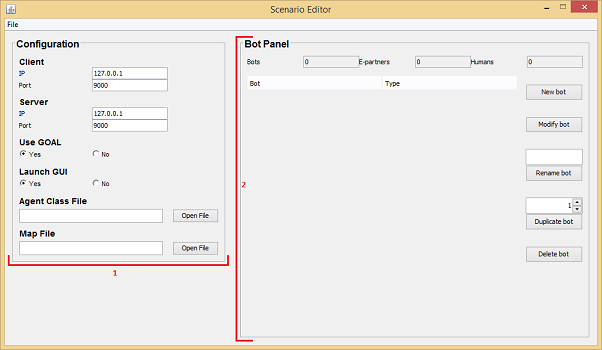 Scenario Editor
File
Configuration
Client
IP 127.0.0.1
Port 9000
Server
IP 127.0.0.1
Port 9000
Use GOAL
Yes No
Launch GUI
Yes No
Agent Class File
Open File
Map File
Open File
1
2
Bot Panel
Bots 0 E-partners 0 Humans 0
Bot Type
New bot
Modify bot
Rename bot
1
Duplicate bot
Delete bot